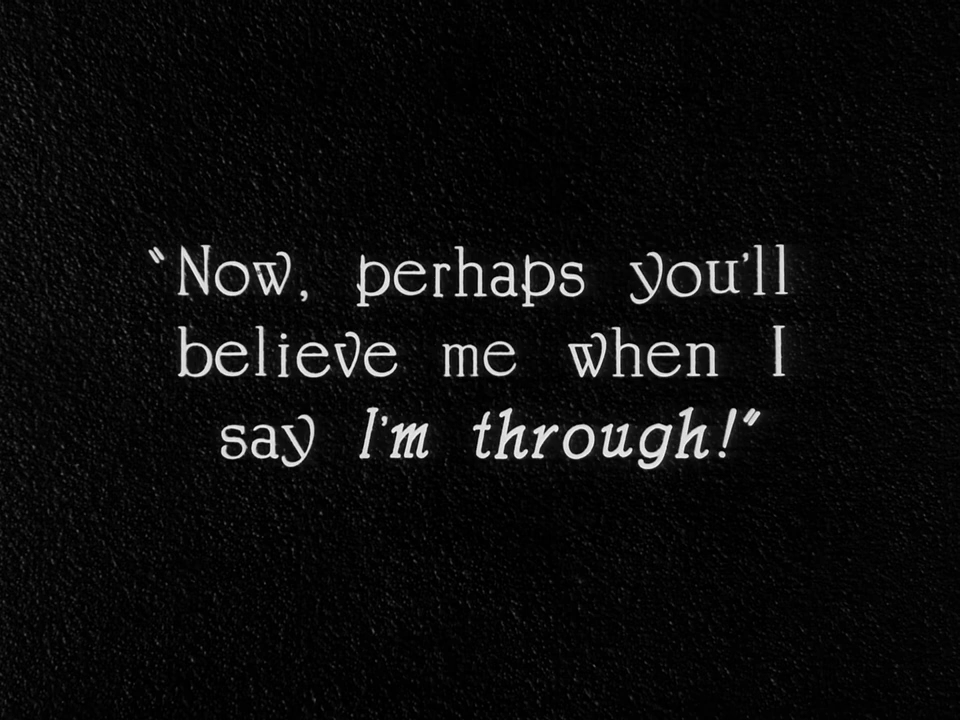 "Now, perhaps you'll
believe me when I
say I'm through!"